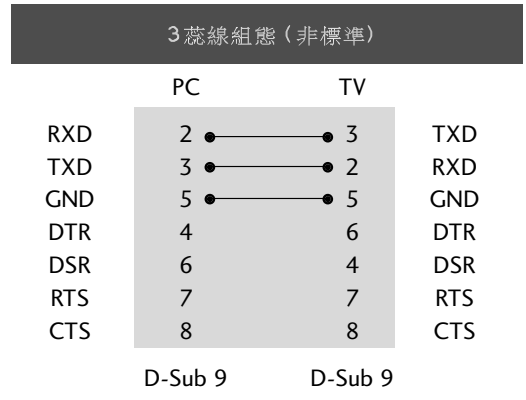 3蕊線組態 (非標準)
PC TV
RXD 2 3 TXD
TXD 3 2 RXD
GND 5 5 GND
DTR 4 6 DTR
DSR 6 4 DSR
RTS 7 7 RTS
CTS 8 8 CTS
D-Sub 9 D-Sub 9